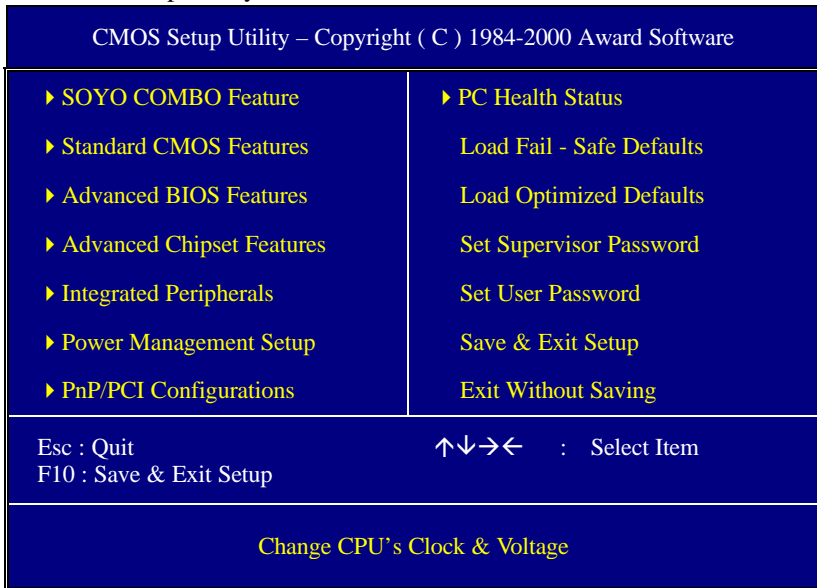 CMOS Setup Utility – Copyright ( C ) 1984-2000 Award Software
SOYO COMBO Feature
Standard CMOS Features
Advanced BIOS Features
Advanced Chipset Features
Integrated Peripherals
Power Management Setup
PnP/PCI Configurations
PC Health Status
Load Fail - Safe Defaults
Load Optimized Defaults
Set Supervisor Password
Set User Password
Save & Exit Setup
Exit Without Saving
Esc : Quit
F10 : Save & Exit Setup
↑↓→← : Select Item
Change CPU's Clock & Voltage